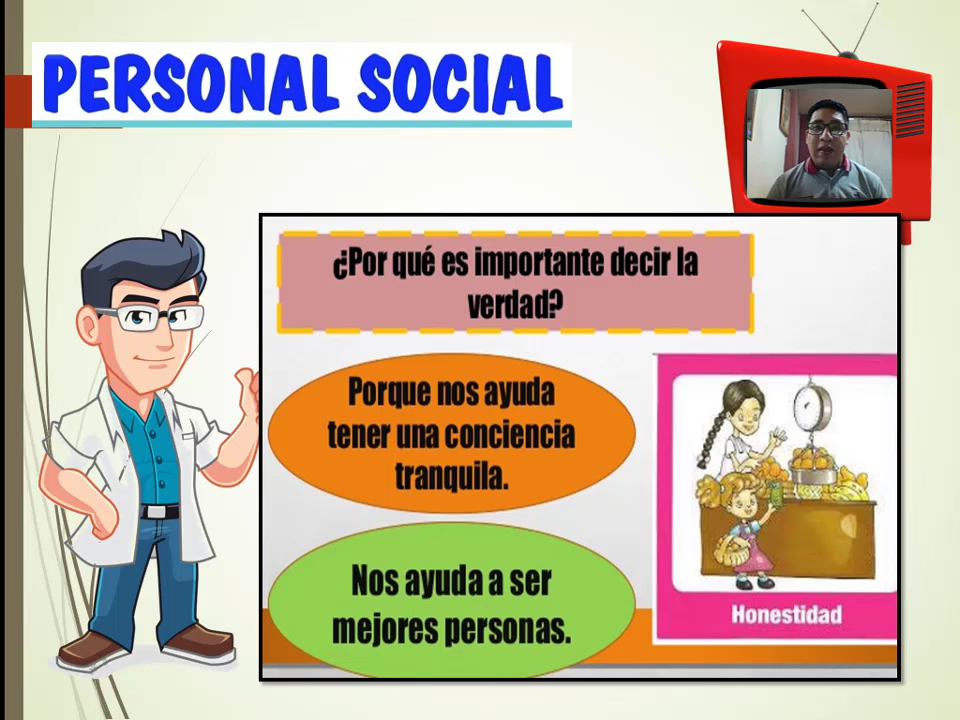 PERSONAL SOCIAL
¿Por qué es importante decir la
verdad?
Porque nos ayuda
tener una conciencia
tranquila.
Nos ayuda a ser
mejores personas.
Honestidad